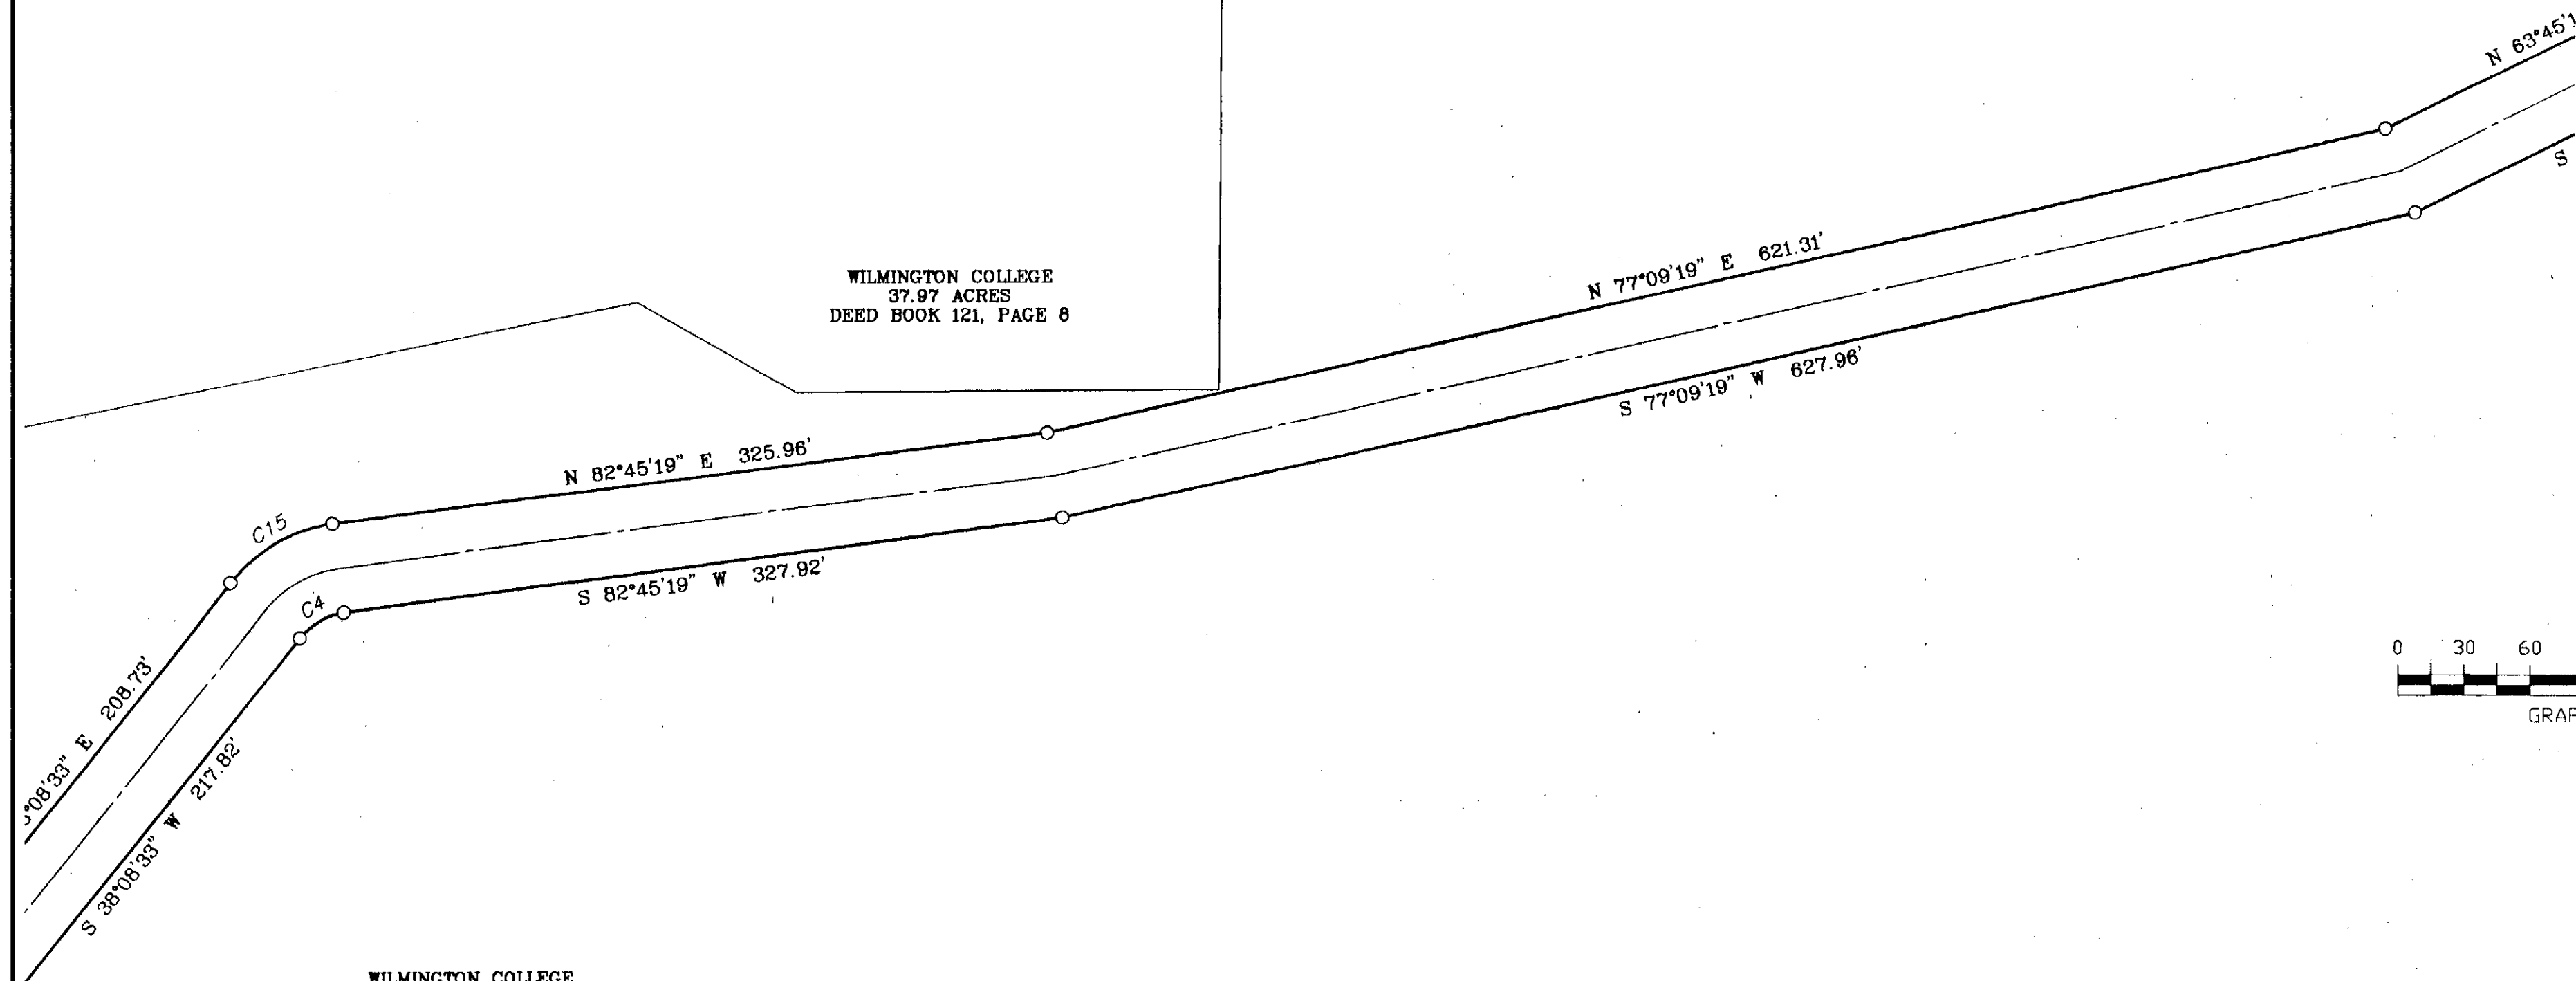 N 63°45'1
S
WILMINGTON COLLEGE
37.97 ACRES
DEED BOOK 121, PAGE 8
N 77°09'19" E 621.31'
S 77°09'19" W 627.96'
N 82°45'19" E 325.96'
S 82°45'19" W 327.92'
C15
C4
°08'33" E 208.73'
S 38°08'33" W 217.82'
0 30 60
GRAP
WILMINGTON COLLEGE